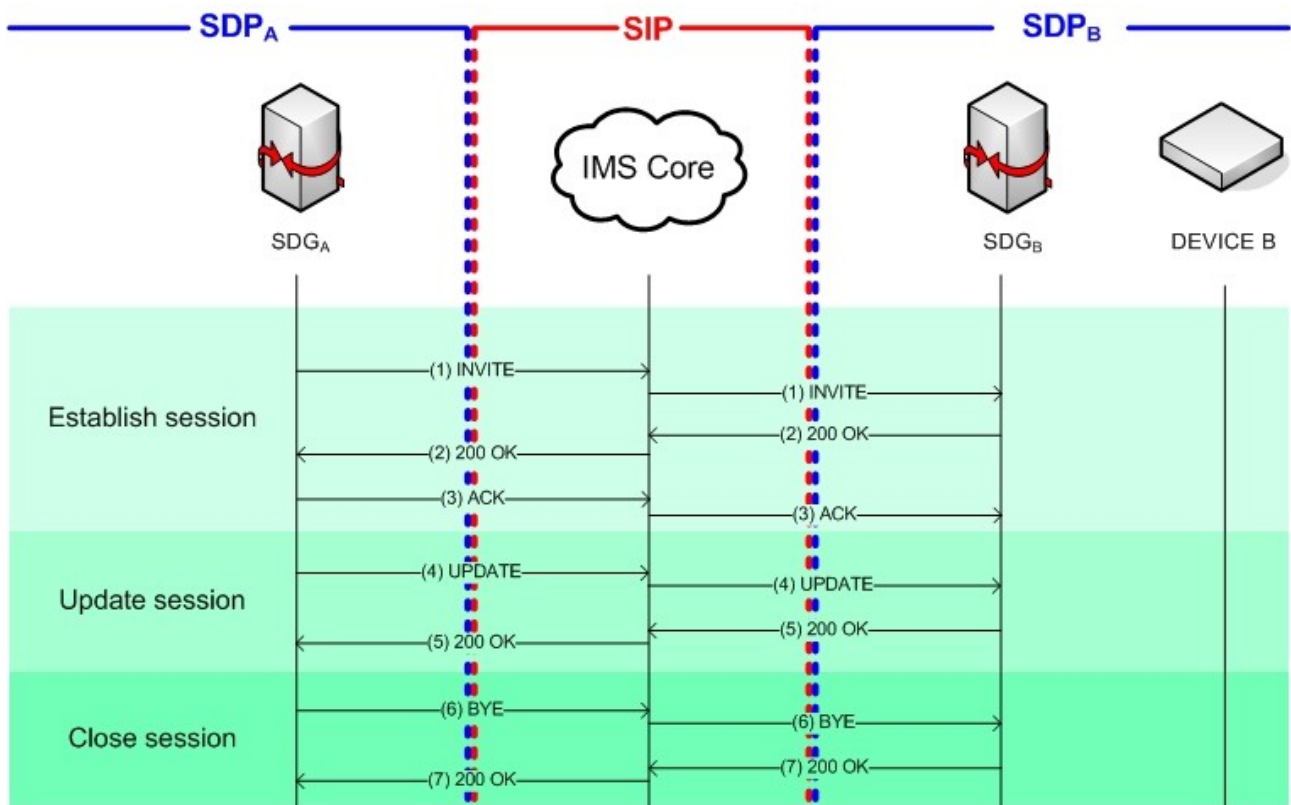 SDPA SIP SDPB
IMS Core
SDGA SDGB DEVICE B
(1) INVITE
(1) INVITE
Establish session
(2) 200 OK
(2) 200 OK
(3) ACK
(3) ACK
(4) UPDATE
(4) UPDATE
Update session
(5) 200 OK
(5) 200 OK
(6) BYE
(6) BYE
Close session
(7) 200 OK
(7) 200 OK